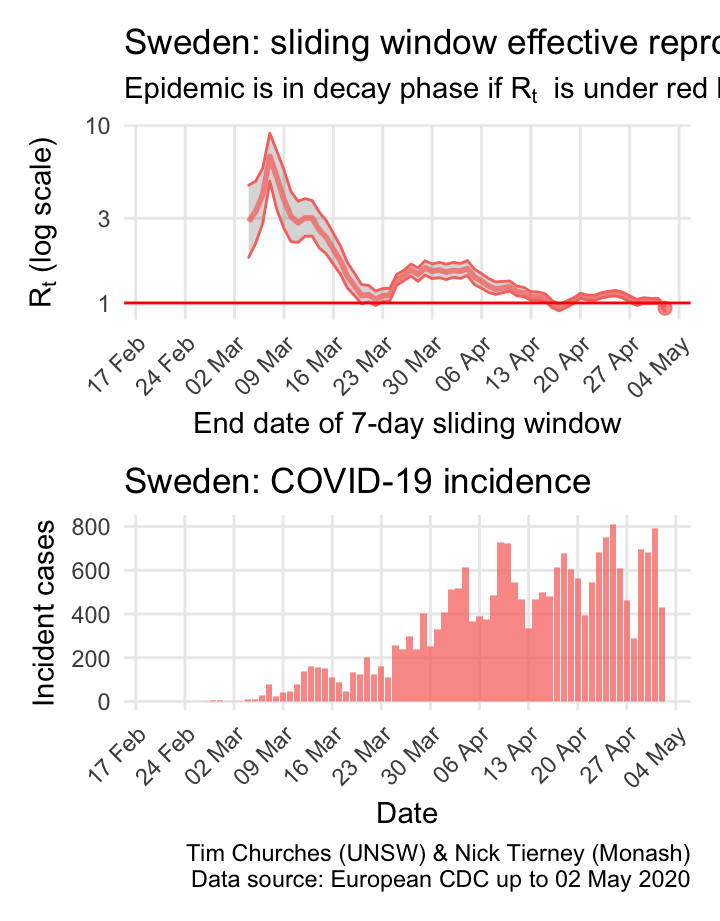 Sweden: sliding window effective repro
Epidemic is in decay phase if Rt is under red
10
3
1
Rt (log scale)
17 Feb
24 Feb
02 Mar
09 Mar
16 Mar
23 Mar
30 Mar
06 Apr
13 Apr
20 Apr
27 Apr
04 May
End date of 7-day sliding window
Sweden: COVID-19 incidence
800
600
400
200
0
Incident cases
17 Feb
24 Feb
02 Mar
09 Mar
16 Mar
23 Mar
30 Mar
06 Apr
13 Apr
20 Apr
27 Apr
04 May
Date
Tim Churches (UNSW) & Nick Tierney (Monash)
Data source: European CDC up to 02 May 2020